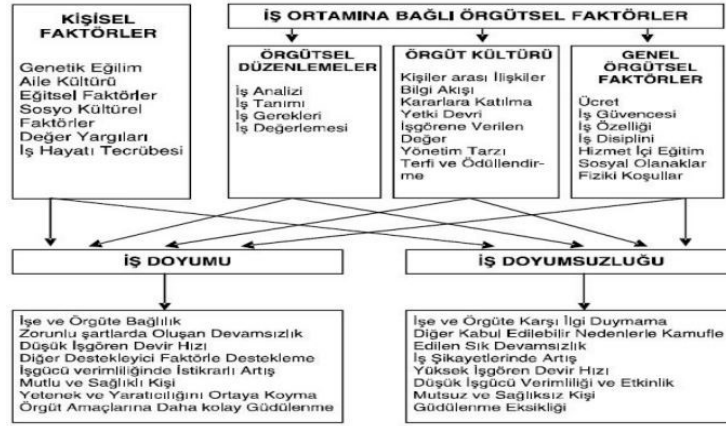 KİŞİSEL
FAKTÖRLER
Genetik Eğilim
Aile Kültürü
Eğitsel Faktörler
Sosyo Kültürel
Faktörler
Değer Yargıları
İş Hayatı Tecrübesi
İŞ ORTAMINA BAĞLI ÖRGÜTSEL FAKTÖRLER
ÖRGÜTSEL
DÜZENLEMELER
İş Analizi
İş Tanımı
İş Gerekleri
İş Değerlemesi
ÖRGÜT KÜLTÜRÜ
Kişiler arası İlişkiler
Bilgi Akışı
Kararlara Katılma
Yetki Devri
İşgörene Verilen
Değer
Yönetim Tarzı
Terfi ve Ödüllendir-
me
GENEL
ÖRGÜTSEL
FAKTÖRLER
Ücret
İş Güvencesi
İş Özelliği
İş Disiplini
Hizmet İçi Eğitim
Sosyal Olanaklar
Fiziki Koşullar
İŞ DOYUMU
İŞ DOYUMSUZLUĞU
İşe ve Örgüte Bağlılık
Zorunlu şartlarda Oluşan Devamsızlık
Düşük İşgören Devir Hızı
Diğer Destekleyici Faktörle Destekleme
İşgücü verimliliğinde İstikrarlı Artış
Mutlu ve Sağlıklı Kişi
Yetenek ve Yaratıcılığını Ortaya Koyma
Örgüt Amaçlarına Daha kolay Güdülenme
İşe ve Örgüte Karşı İlgi Duymama
Diğer Kabul Edilebilir Nedenlerle Kamufle
Edilen Sık Devamsızlık
İş Şikayetlerinde Artış
Yüksek İşgören Devir Hızı
Düşük İşgücü Verimliliği ve Etkinlik
Mutsuz ve Sağlıksız Kişi
Güdülenme Eksikliği